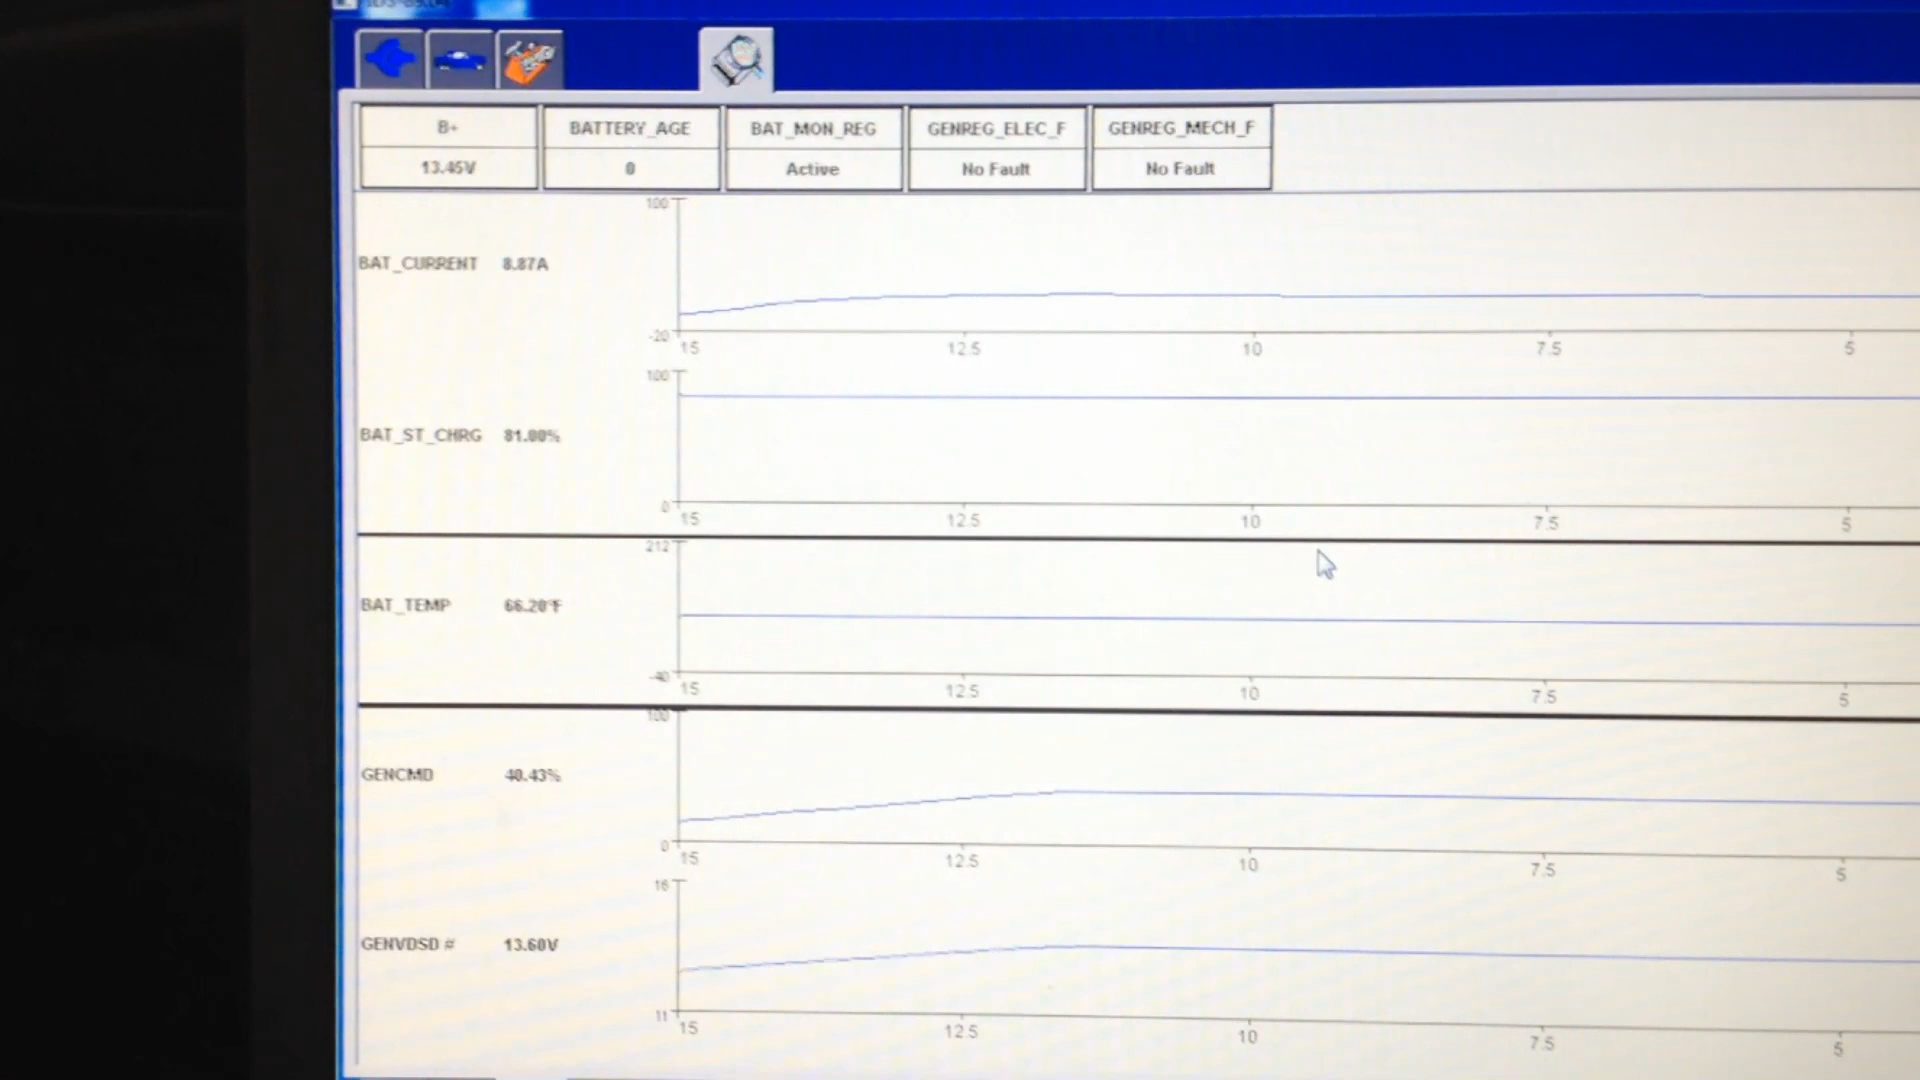 B+ BATTERY_AGE BAT_MON_REG GENREG_ELEC_F GENREG_MECH_F
13.45V 0 Active No Fault No Fault
100
BAT_CURRENT 8.87A
-20
15 12.5 10 7.5 5
100
BAT_ST_CHRG 81.00%
0
15 12.5 10 7.5 5
212
BAT_TEMP 66.20°F
-40
15 12.5 10 7.5 5
100
GENCMD 40.43%
0
15 12.5 10 7.5 5
16
GENVDSD # 13.60V
11
15 12.5 10 7.5 5